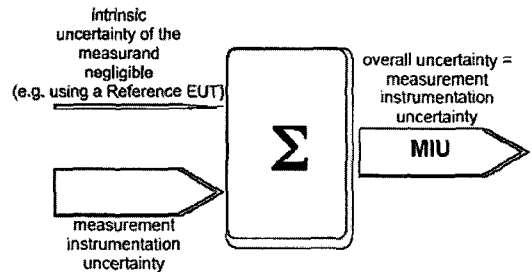 intrinsic
uncertainty of the
measurand
negligible
(e.g. using a Reference EUT)
measurement
instrumentation
uncertainty
Σ
overall uncertainty =
measurement
instrumentation
uncertainty
MIU